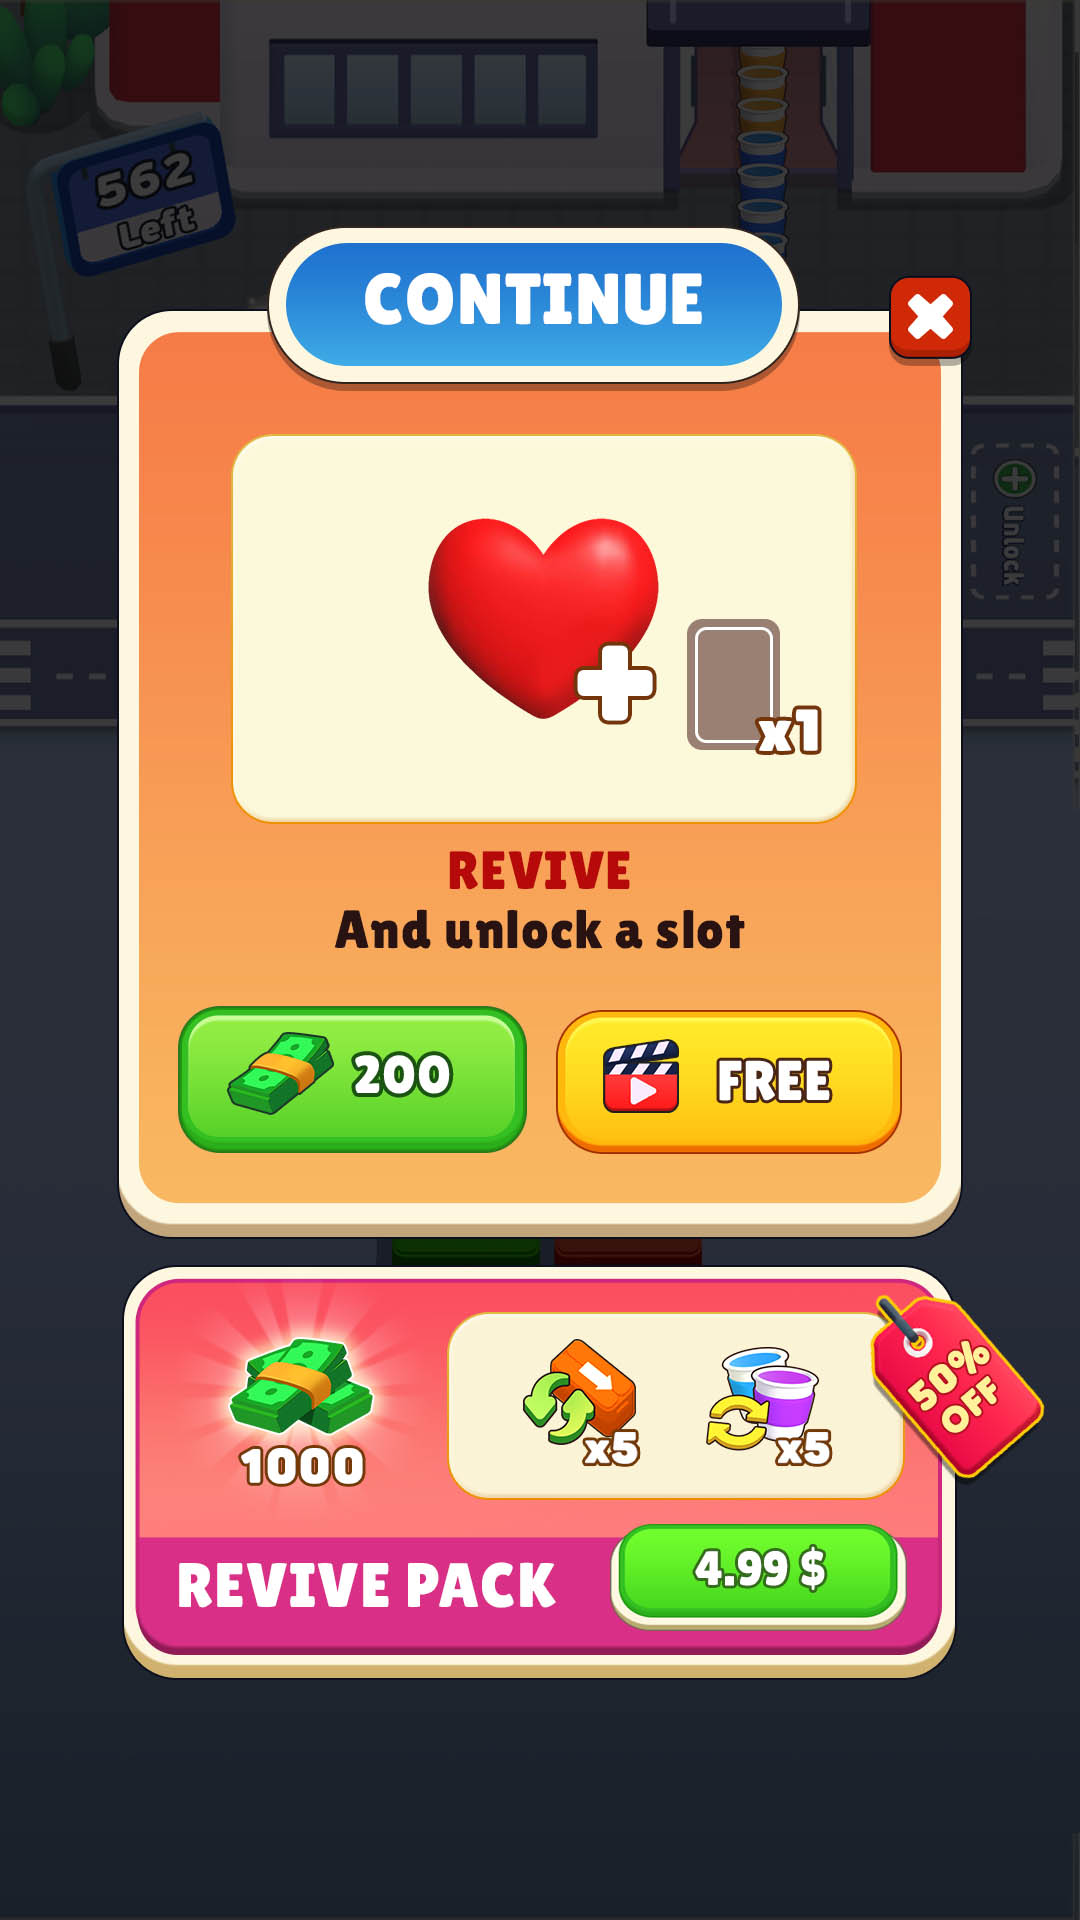 562
Left
CONTINUE
Unlock
x1
REVIVE
And unlock a slot
200
FREE
50%
OFF
x5
x5
1000
REVIVE PACK
4.99 $